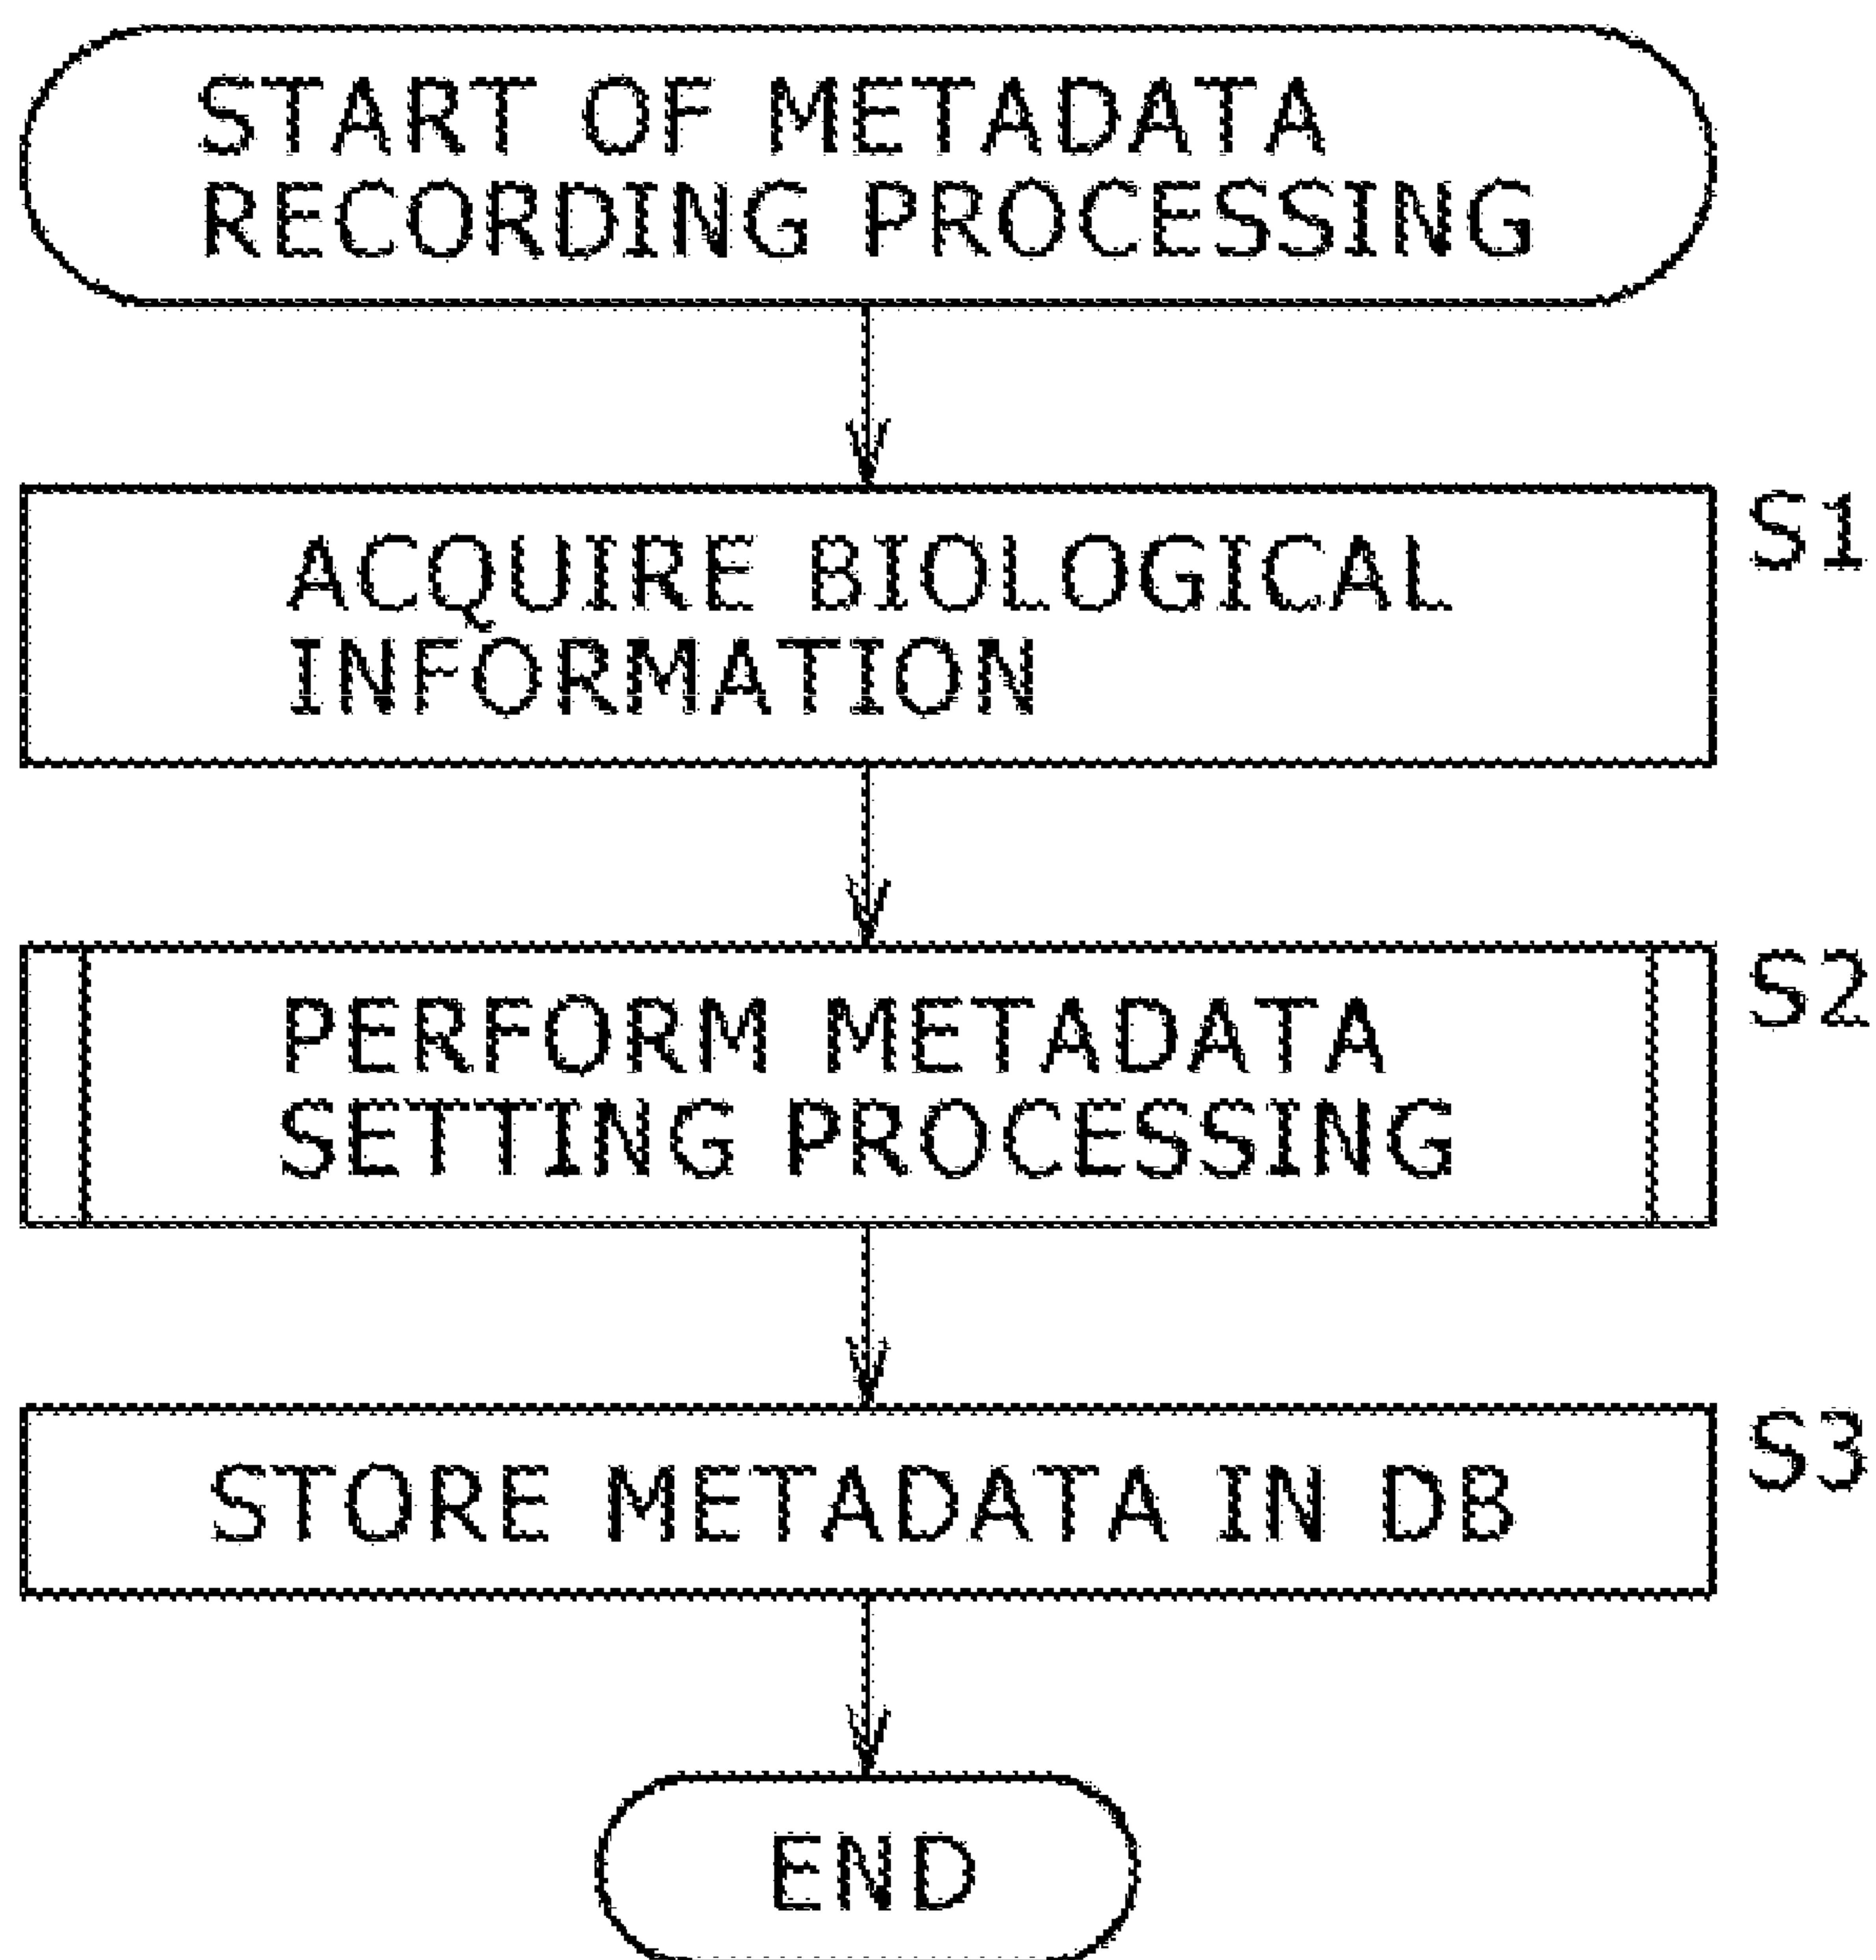 START OF METADATA
RECORDING PROCESSING
ACQUIRE BIOLOGICAL
INFORMATION
S1
PERFORM METADATA
SETTING PROCESSING
S2
STORE METADATA IN DB
S3
END